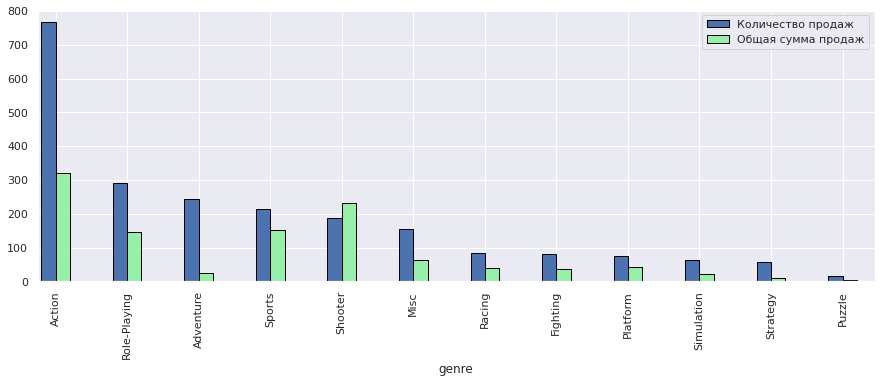 Количество продаж
Общая сумма продаж
800
700
600
500
400
300
200
100
0
Action
Role-Playing
Adventure
Sports
Shooter
Misc
Racing
Fighting
Platform
Simulation
Strategy
Puzzle
genre